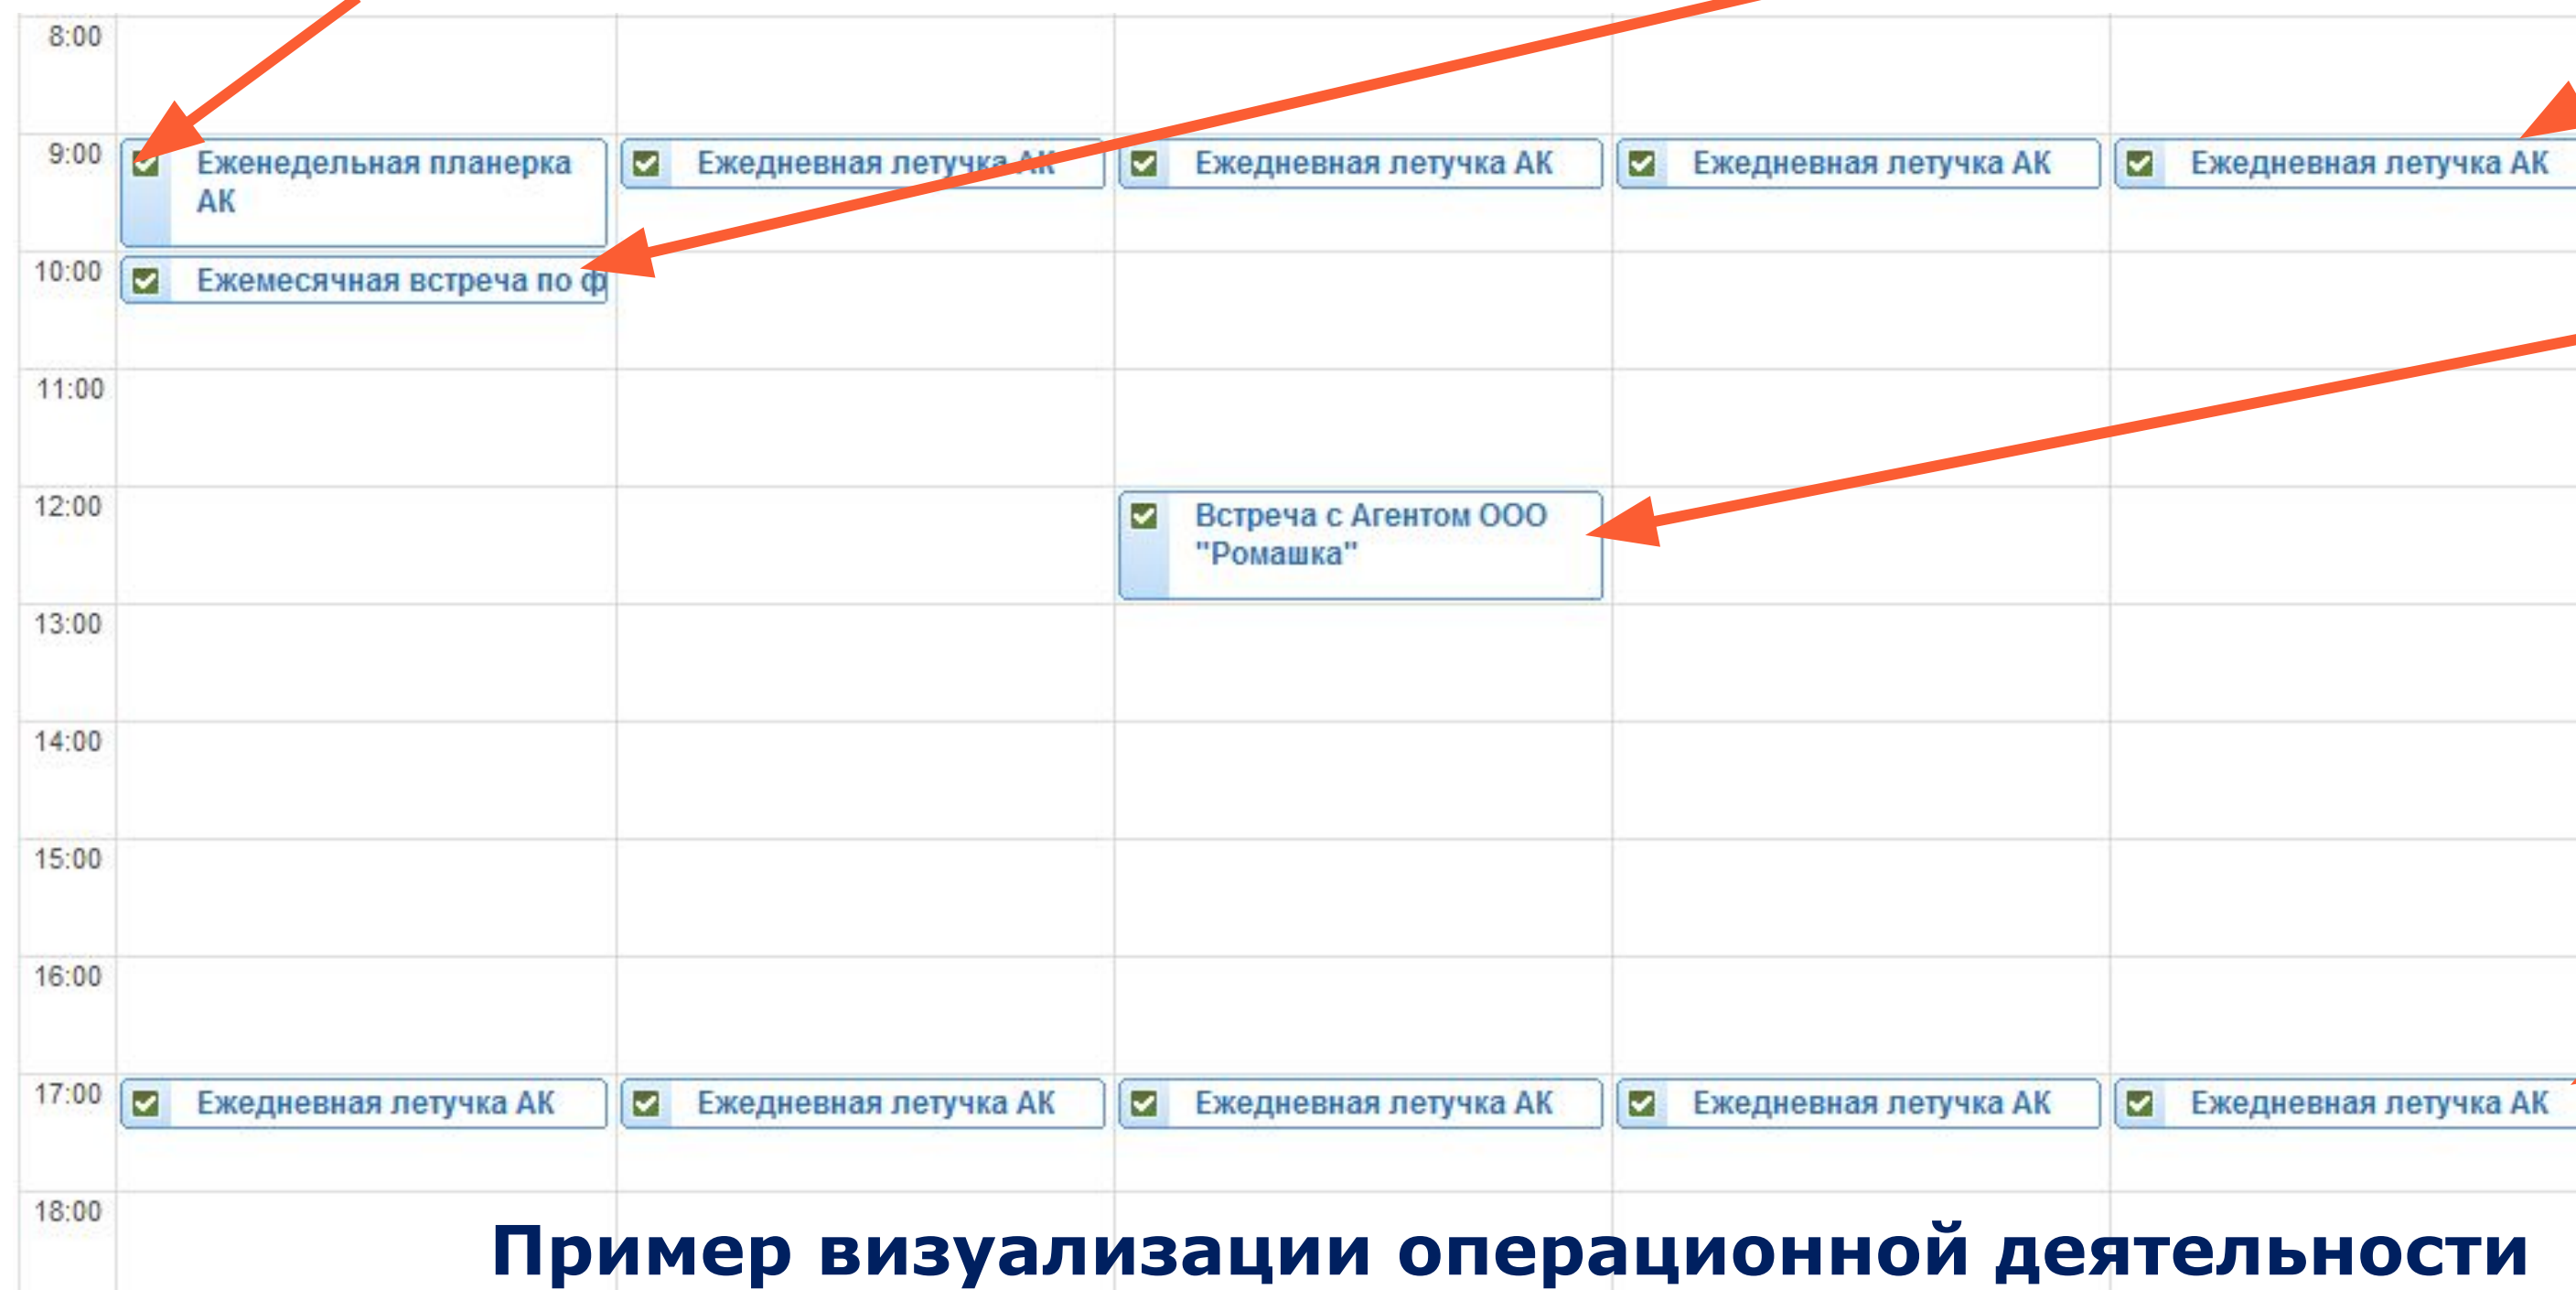 8:00
9:00
Еженедельная планерка
АК
Ежедневная летучка АК
Ежедневная летучка АК
Ежедневная летучка АК
Ежедневная летучка АК
10:00
Ежемесячная встреча по ф
11:00
12:00
Встреча с Агентом ООО
"Ромашка"
13:00
14:00
15:00
16:00
17:00
Ежедневная летучка АК
Ежедневная летучка АК
Ежедневная летучка АК
Ежедневная летучка АК
Ежедневная летучка АК
18:00
Пример визуализации операционной деятельности